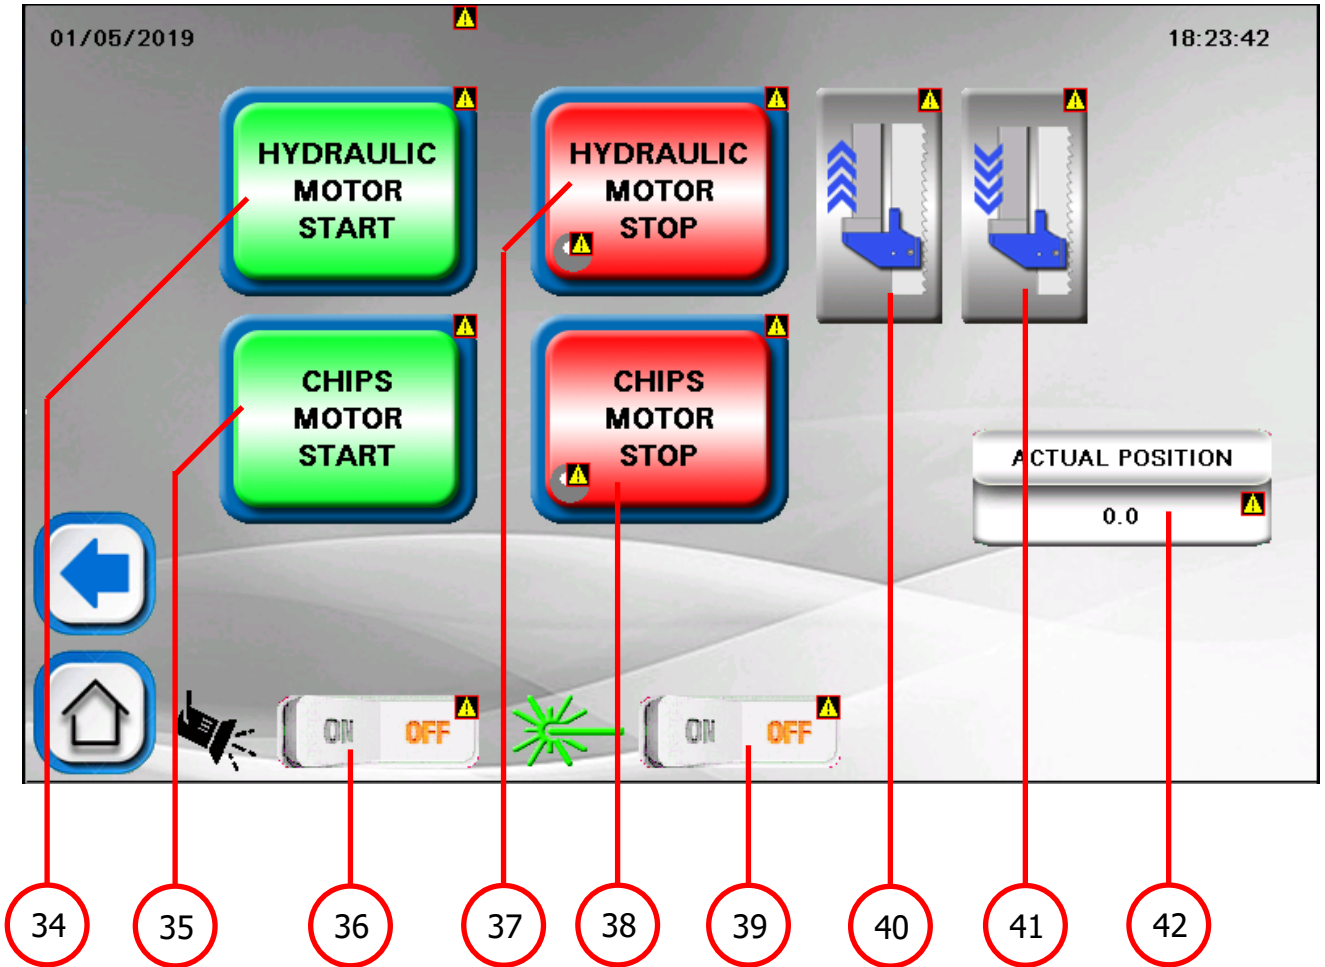 01/05/2019
18:23:42
HYDRAULIC
MOTOR
START
HYDRAULIC
MOTOR
STOP
CHIPS
MOTOR
START
CHIPS
MOTOR
STOP
ACTUAL POSITION
0.0
ON OFF
ON OFF
34
35
36
37
38
39
40
41
42